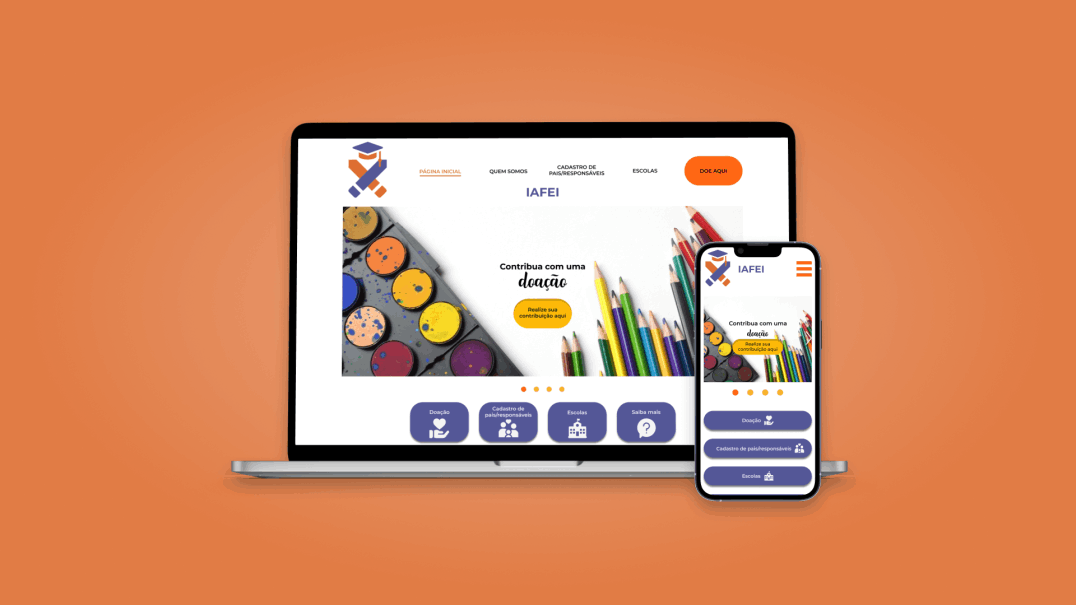 PÁGINA INICIAL
QUEM SOMOS
CADASTRO DE
PAIS/RESPONSÁVEIS
ESCOLAS
DOE AQUI
IAFEI
Contribua com uma
doação
Realize sua
contribuição aqui
Doação
Cadastro de
pais/responsáveis
Escolas
Saiba mais
IAFEI
Contribua com uma
doação
Realize sua
contribuição aqui
Doação
Cadastro de pais/responsáveis
Escolas